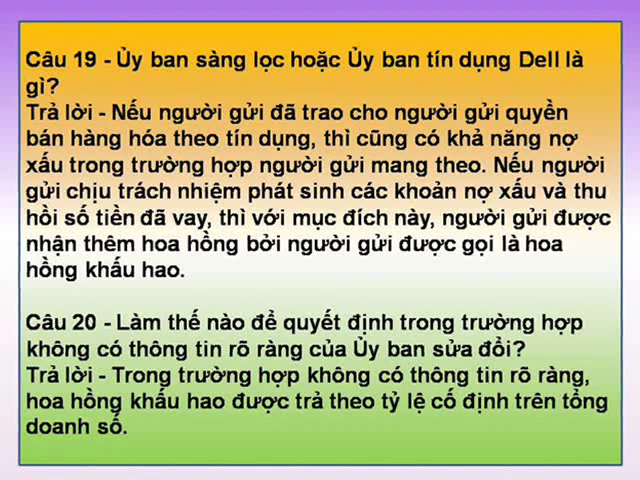 Câu 19 - Ủy ban sàng lọc hoặc Ủy ban tín dụng Dell là
gì?
Trả lời - Nếu người gửi đã trao cho người gửi quyền
bán hàng hóa theo tín dụng, thì cũng có khả năng nợ
xấu trong trường hợp người gửi mang theo. Nếu người
gửi chịu trách nhiệm phát sinh các khoản nợ xấu và thu
hồi số tiền đã vay, thì với mục đích này, người gửi được
nhận thêm hoa hồng bởi người gửi được gọi là hoa
hồng khấu hao.
Câu 20 - Làm thế nào để quyết định trong trường hợp
không có thông tin rõ ràng của Ủy ban sửa đổi?
Trả lời - Trong trường hợp không có thông tin rõ ràng,
hoa hồng khấu hao được trả theo tỷ lệ cố định trên tổng
doanh số.